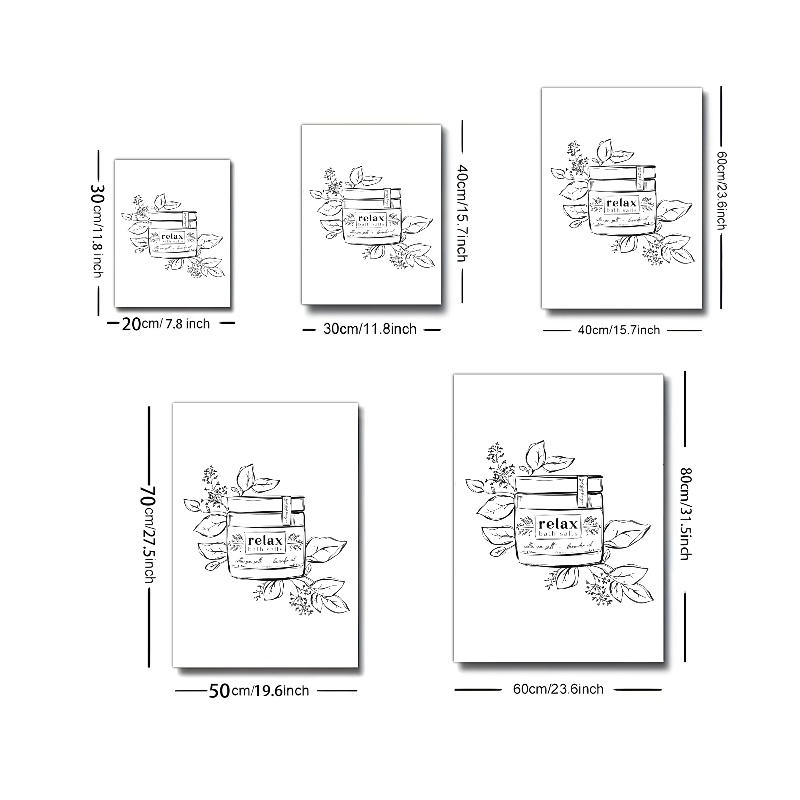 30cm/11.8 inch
relax
bath salts
20cm/ 7.8 inch
40cm/15.7inch
relax
bath salts
30cm/11.8inch
60cm/23.6inch
relax
bath salts
40cm/15.7inch
70cm/27.5inch
relax
bath salts
50cm/19.6inch
80cm/31.5inch
relax
bath salts
60cm/23.6inch